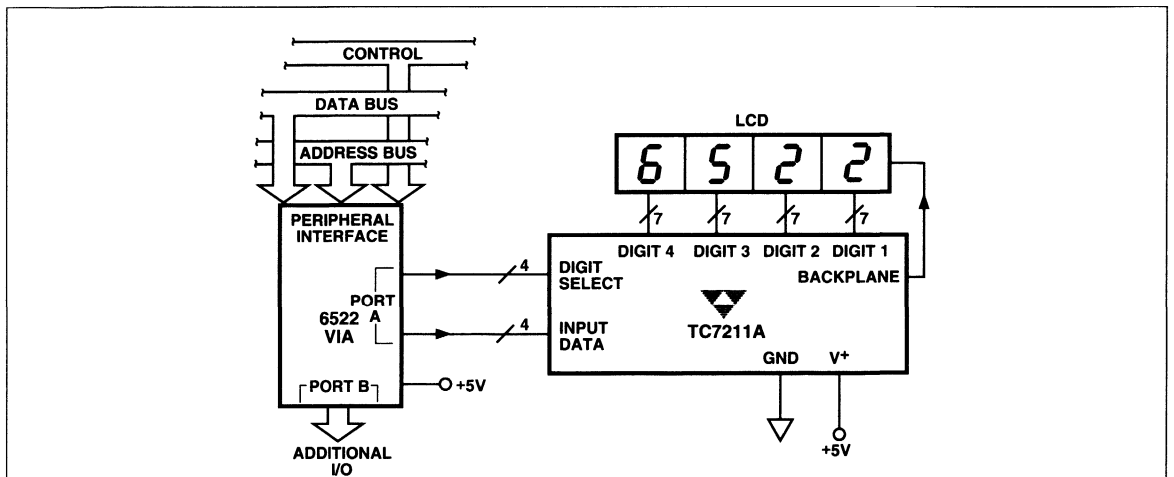 CONTROL
DATA BUS
ADDRESS BUS
LCD
6 5 2 2
7 7 7 7
PERIPHERAL
INTERFACE
DIGIT 4 DIGIT 3 DIGIT 2 DIGIT 1
BACKPLANE
4
DIGIT
SELECT
PORT
A
6522
VIA
4
INPUT
DATA
TC7211A
GND V+
PORT B
+5V
+5V
ADDITIONAL
I/O